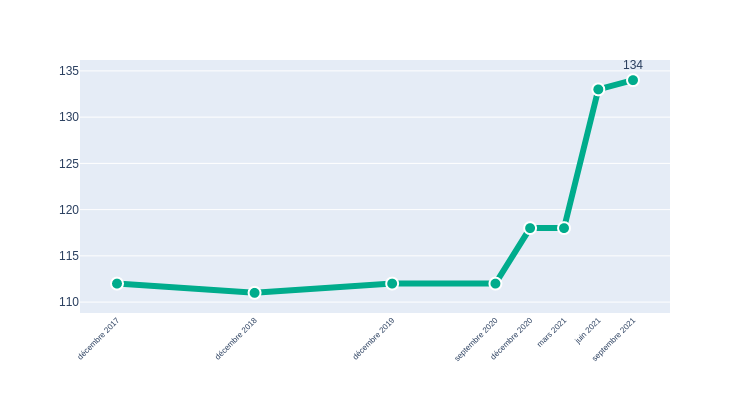 134
135
130
125
120
115
110
décembre 2017
décembre 2018
décembre 2019
septembre 2020
décembre 2020
mars 2021
juin 2021
septembre 2021